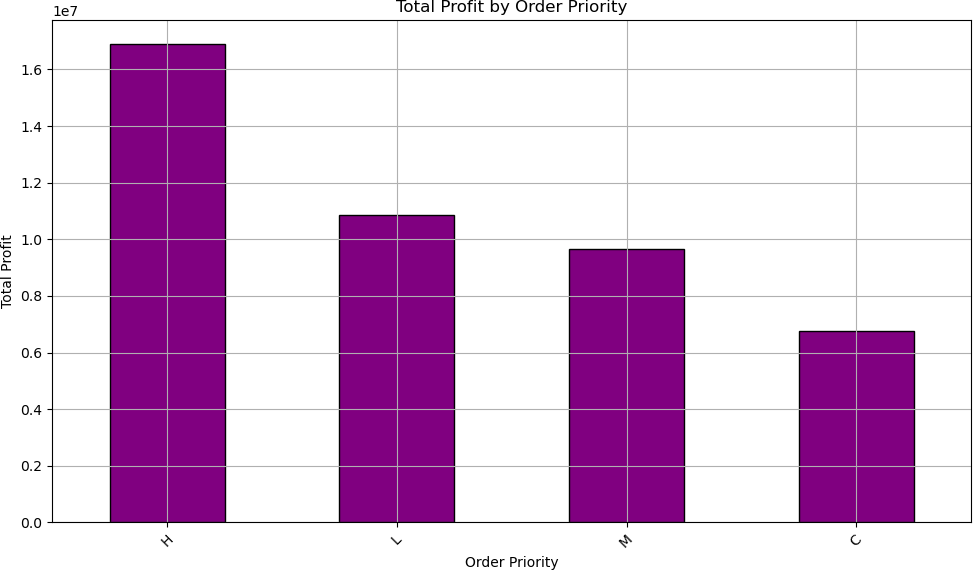 Total Profit by Order Priority
1e7
1.6
1.4
1.2
1.0
0.8
0.6
0.4
0.2
0.0
Total Profit
H
L
M
C
Order Priority